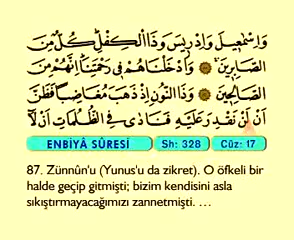 وَاِسْمٰعٖيلَ وَاِدْرٖيسَ وَذَا الْكِفْلِ كُلٌّ مِنَ
الصَّابِرٖينَ وَاَدْخَلْنَاهُمْ فٖى رَحْمَتِنَا اِنَّهُمْ مِنَ
الصَّالِحٖينَ وَذَا النُّونِ اِذْ ذَهَبَ مُغَاضِبًا فَظَنَّ
اَنْ لَنْ نَقْدِرَ عَلَيْهِ فَنَادٰى فِى الظُّلُمَاتِ اَنْ لَا
ENBİYÂ SÛRESİ Sh: 328 Cüz: 17
87. Zünnûn'u (Yunus'u da zikret). O öfkeli bir
halde geçip gitmişti; bizim kendisini asla
sıkıştırmayacağımızı zannetmişti. ...